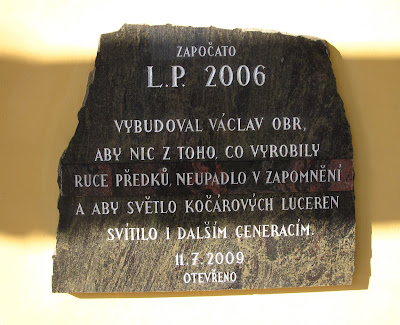 ZAPOČATO
L.P. 2006
VYBUDOVAL VÁCLAV OBR,
ABY NIC Z TOHO, CO VYROBILY
RUCE PŘEDKŮ, NEUPADLO V ZAPOMNĚNÍ
A ABY SVĚTLO KOČÁROVÝCH LUCEREN
SVÍTILO I DALŠÍM GENERACÍM.
11.7.2009
OTEVŘENO